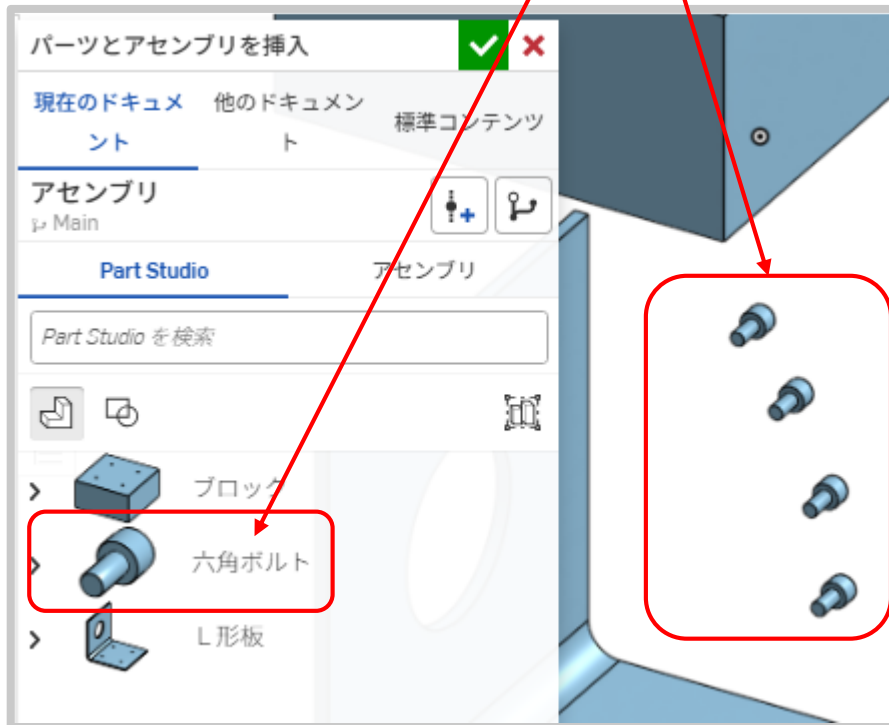 パーツとアセンブリを挿入
現在のドキュメ
ント
他のドキュメン
ト
標準コンテンツ
アセンブリ
Main
Part Studio
アセンブリ
Part Studio を検索
ブロック
六角ボルト
L形板